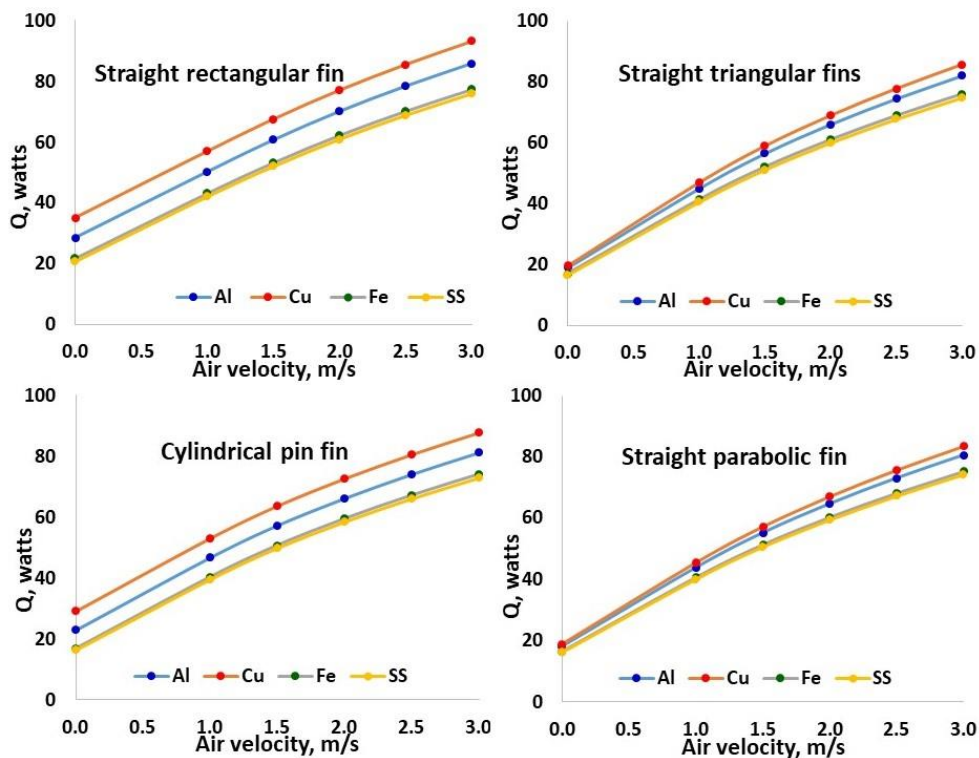 Straight rectangular fin
100
80
60
40
20
0
Q, watts
Al Cu Fe SS
0.0 0.5 1.0 1.5 2.0 2.5 3.0
Air velocity, m/s
Straight triangular fins
100
80
60
40
20
0
Q, watts
Al Cu Fe SS
0.0 0.5 1.0 1.5 2.0 2.5 3.0
Air velocity, m/s
Cylindrical pin fin
100
80
60
40
20
0
Q, watts
Al Cu Fe SS
0.0 0.5 1.0 1.5 2.0 2.5 3.0
Air velocity, m/s
Straight parabolic fin
100
80
60
40
20
0
Q, watts
Al Cu Fe SS
0.0 0.5 1.0 1.5 2.0 2.5 3.0
Air velocity, m/s